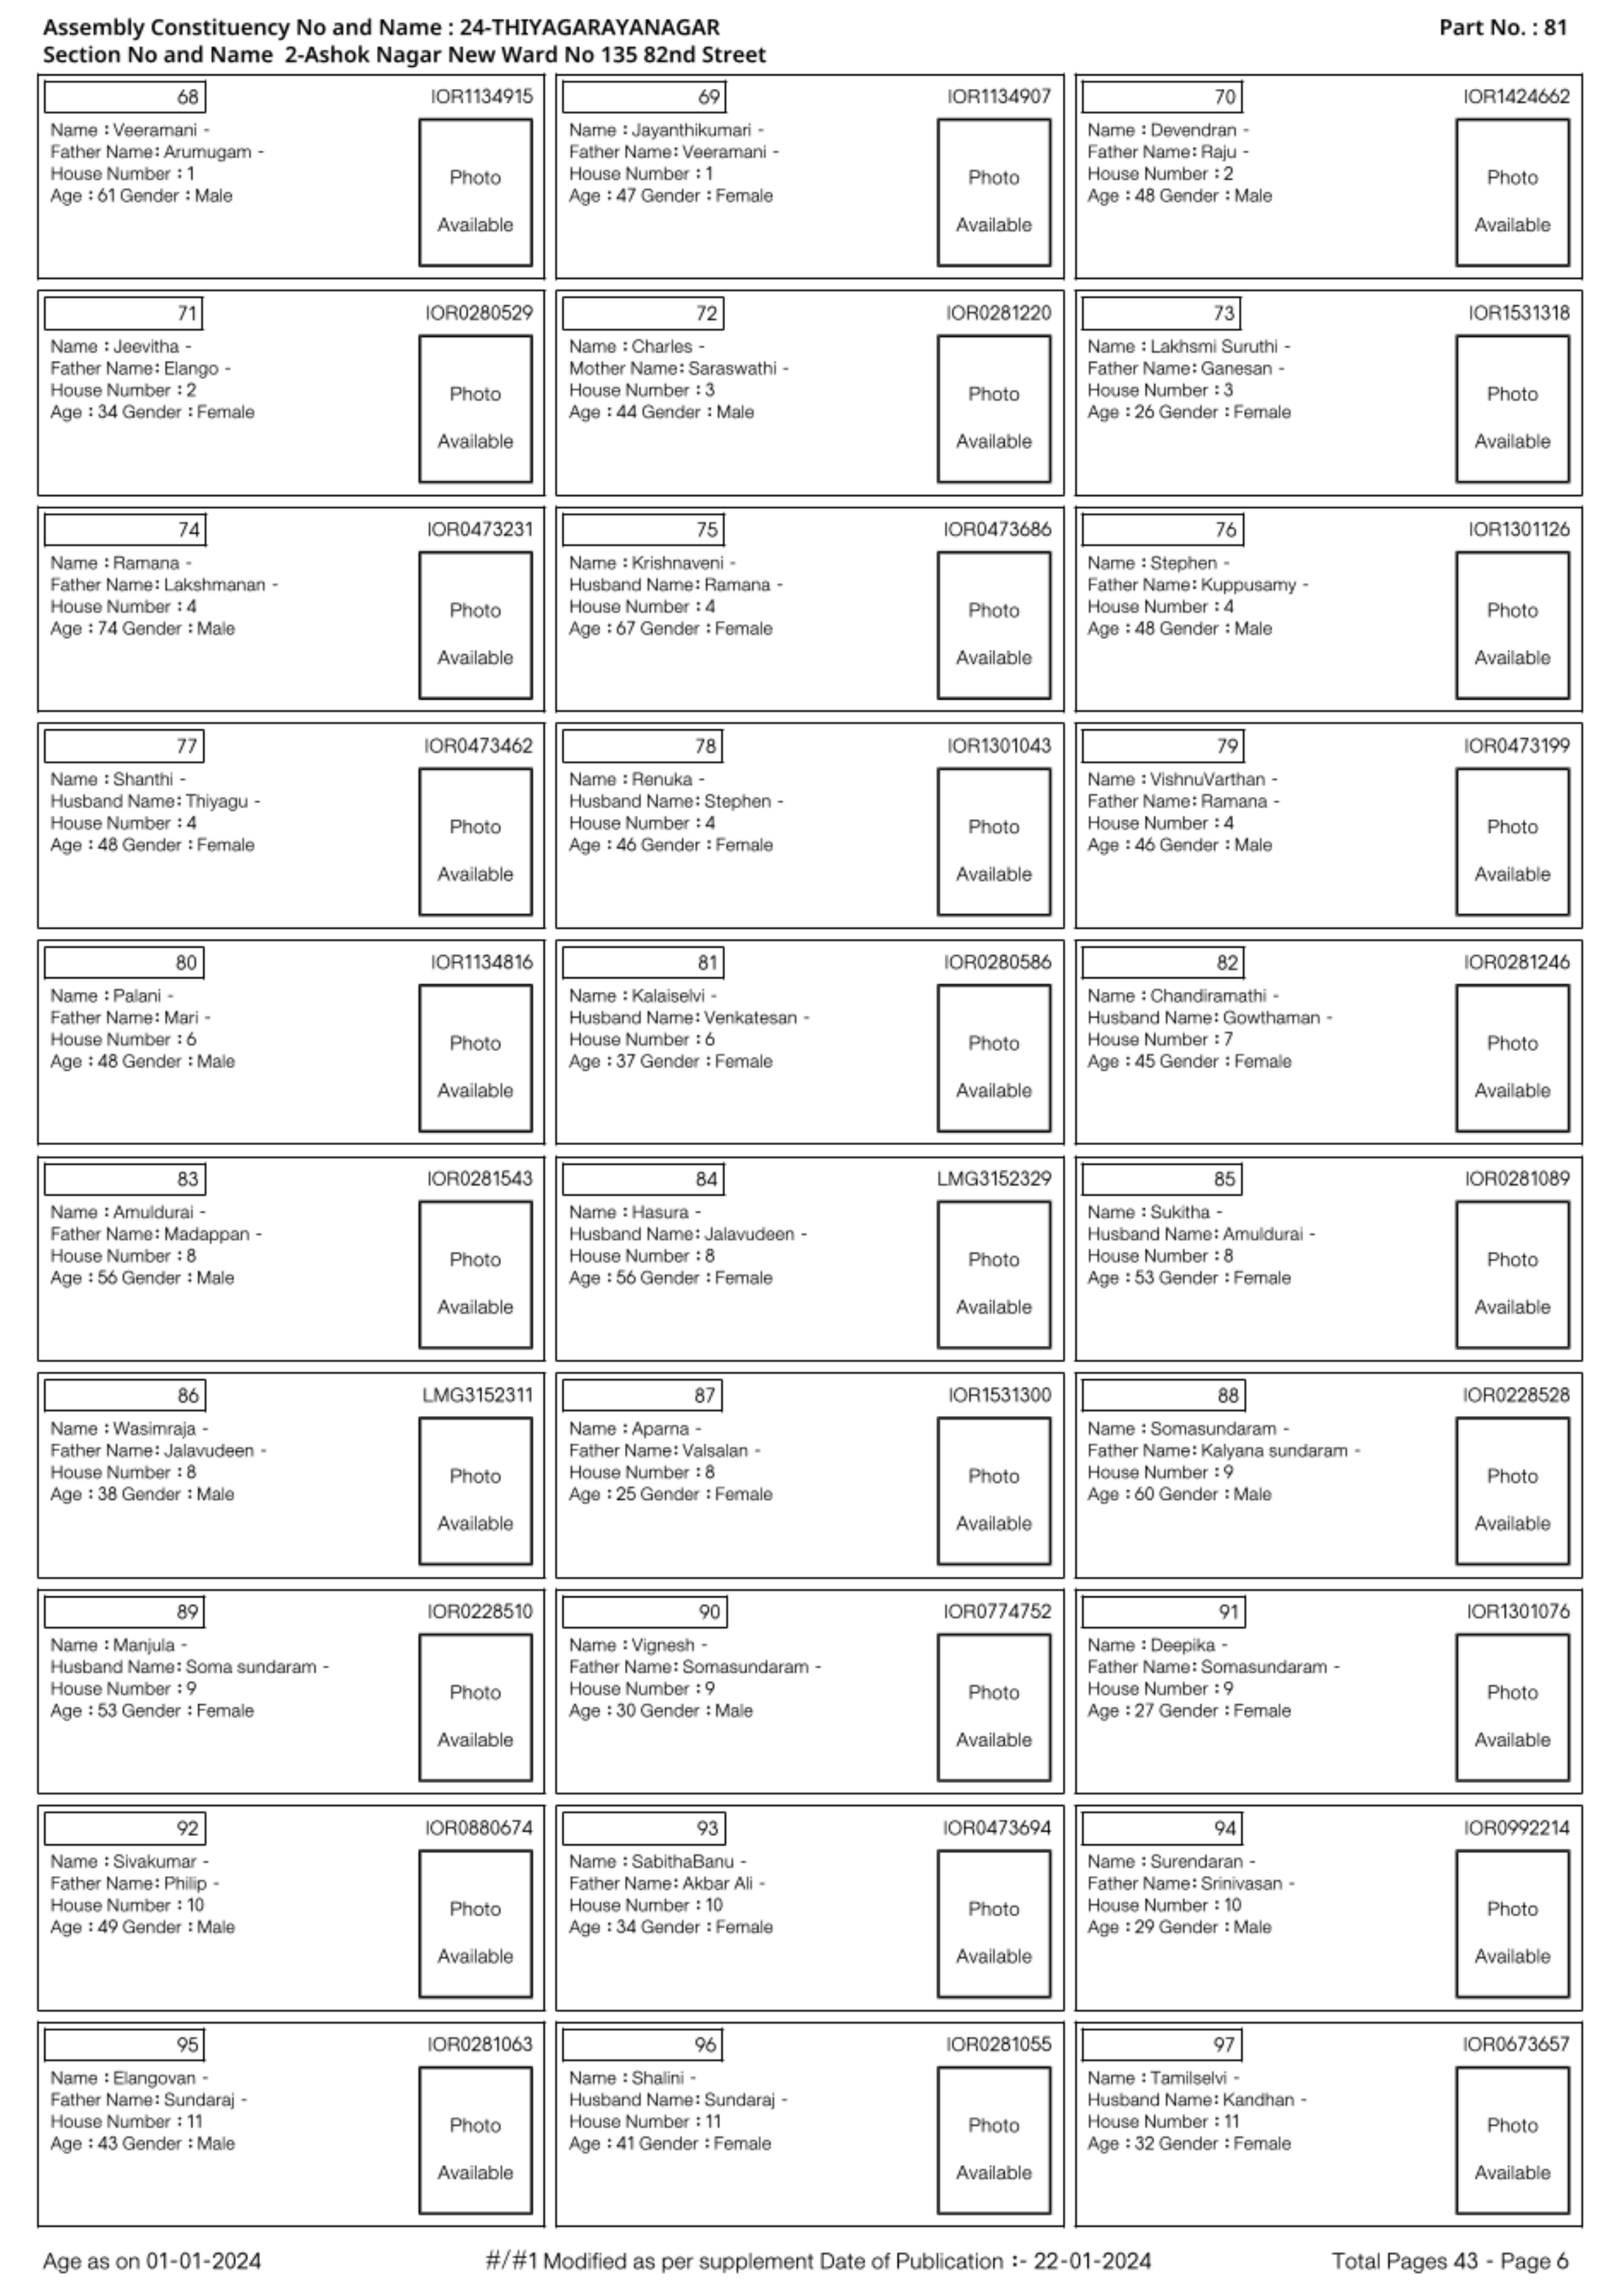 Assembly Constituency No and Name : 24-THIYAGARAYANAGAR
Part No. : 81
Section No and Name 2-Ashok Nagar New Ward No 135 82nd Street
68
IOR1134915
Name : Veeramani -
Father Name: Arumugam -
House Number : 1
Age : 61 Gender : Male
Photo
Available
69
IOR1134907
Name : Jayanthikumari -
Father Name: Veeramani -
House Number : 1
Age : 47 Gender : Female
Photo
Available
70
IOR1424662
Name : Devendran -
Father Name: Raju -
House Number : 2
Age : 48 Gender : Male
Photo
Available
71
IOR0280529
Name : Jeevitha -
Father Name: Elango -
House Number : 2
Age : 34 Gender : Female
Photo
Available
72
IOR0281220
Name : Charles -
Mother Name: Saraswathi -
House Number : 3
Age : 44 Gender : Male
Photo
Available
73
IOR1531318
Name : Lakhsmi Suruthi -
Father Name: Ganesan -
House Number : 3
Age : 26 Gender : Female
Photo
Available
74
IOR0473231
Name : Ramana -
Father Name: Lakshmanan -
House Number : 4
Age : 74 Gender : Male
Photo
Available
75
IOR0473686
Name : Krishnaveni -
Husband Name: Ramana -
House Number : 4
Age : 67 Gender : Female
Photo
Available
76
IOR1301126
Name : Stephen -
Father Name: Kuppusamy -
House Number : 4
Age : 48 Gender : Male
Photo
Available
77
IOR0473462
Name : Shanthi -
Husband Name: Thiyagu -
House Number : 4
Age : 48 Gender : Female
Photo
Available
78
IOR1301043
Name : Renuka -
Husband Name: Stephen -
House Number : 4
Age : 46 Gender : Female
Photo
Available
79
IOR0473199
Name : VishnuVarthan -
Father Name: Ramana -
House Number : 4
Age : 46 Gender : Male
Photo
Available
80
IOR1134816
Name : Palani -
Father Name: Mari -
House Number : 6
Age : 48 Gender : Male
Photo
Available
81
IOR0280586
Name : Kalaiselvi -
Husband Name: Venkatesan -
House Number : 6
Age : 37 Gender : Female
Photo
Available
82
IOR0281246
Name : Chandiramathi -
Husband Name: Gowthaman -
House Number : 7
Age : 45 Gender : Female
Photo
Available
83
IOR0281543
Name : Amuldurai -
Father Name: Madappan -
House Number : 8
Age : 56 Gender : Male
Photo
Available
84
LMG3152329
Name : Hasura -
Husband Name: Jalavudeen -
House Number : 8
Age : 56 Gender : Female
Photo
Available
85
IOR0281089
Name : Sukitha -
Husband Name: Amuldurai -
House Number : 8
Age : 53 Gender : Female
Photo
Available
86
LMG3152311
Name : Wasimraja -
Father Name: Jalavudeen -
House Number : 8
Age : 38 Gender : Male
Photo
Available
87
IOR1531300
Name : Aparna -
Father Name: Valsalan -
House Number : 8
Age : 25 Gender : Female
Photo
Available
88
IOR0228528
Name : Somasundaram -
Father Name: Kalyana sundaram -
House Number : 9
Age : 60 Gender : Male
Photo
Available
89
IOR0228510
Name : Manjula -
Husband Name: Soma sundaram -
House Number : 9
Age : 53 Gender : Female
Photo
Available
90
IOR0774752
Name : Vignesh -
Father Name: Somasundaram -
House Number : 9
Age : 30 Gender : Male
Photo
Available
91
IOR1301076
Name : Deepika -
Father Name: Somasundaram -
House Number : 9
Age : 27 Gender : Female
Photo
Available
92
IOR0880674
Name : Sivakumar -
Father Name: Philip -
House Number : 10
Age : 49 Gender : Male
Photo
Available
93
IOR0473694
Name : SabithaBanu -
Father Name: Akbar Ali -
House Number : 10
Age : 34 Gender : Female
Photo
Available
94
IOR0992214
Name : Surendaran -
Father Name: Srinivasan -
House Number : 10
Age : 29 Gender : Male
Photo
Available
95
IOR0281063
Name : Elangovan -
Father Name: Sundaraj -
House Number : 11
Age : 43 Gender : Male
Photo
Available
96
IOR0281055
Name : Shalini -
Husband Name: Sundaraj -
House Number : 11
Age : 41 Gender : Female
Photo
Available
97
IOR0673657
Name : Tamilselvi -
Husband Name: Kandhan -
House Number : 11
Age : 32 Gender : Female
Photo
Available
Age as on 01-01-2024
#/#1 Modified as per supplement Date of Publication :- 22-01-2024
Total Pages 43 - Page 6